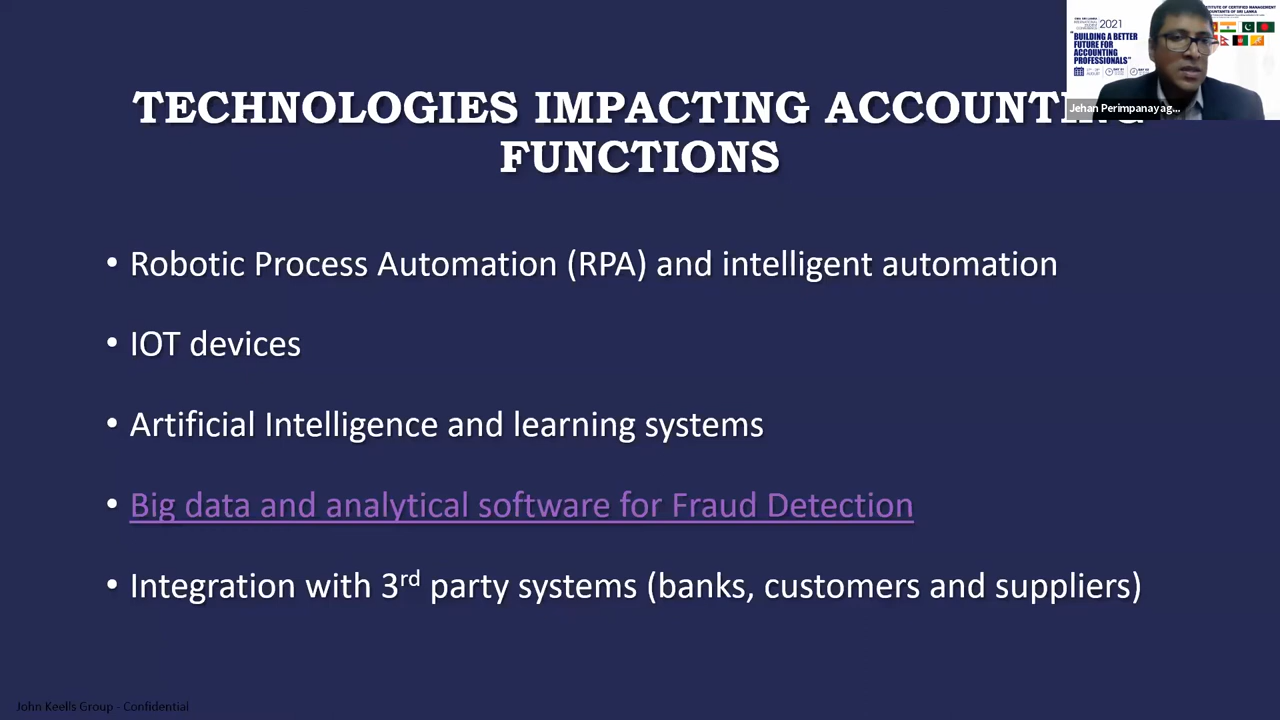 2021
"BUILDING A BETTER
FUTURE FOR
ACCOUNTING
PROFESSIONALS"
Jehan Perimpanayag...
TECHNOLOGIES IMPACTING ACCOUNTING
FUNCTIONS
• Robotic Process Automation (RPA) and intelligent automation
• IOT devices
• Artificial Intelligence and learning systems
• Big data and analytical software for Fraud Detection
• Integration with 3rd party systems (banks, customers and suppliers)
John Keells Group - Confidential